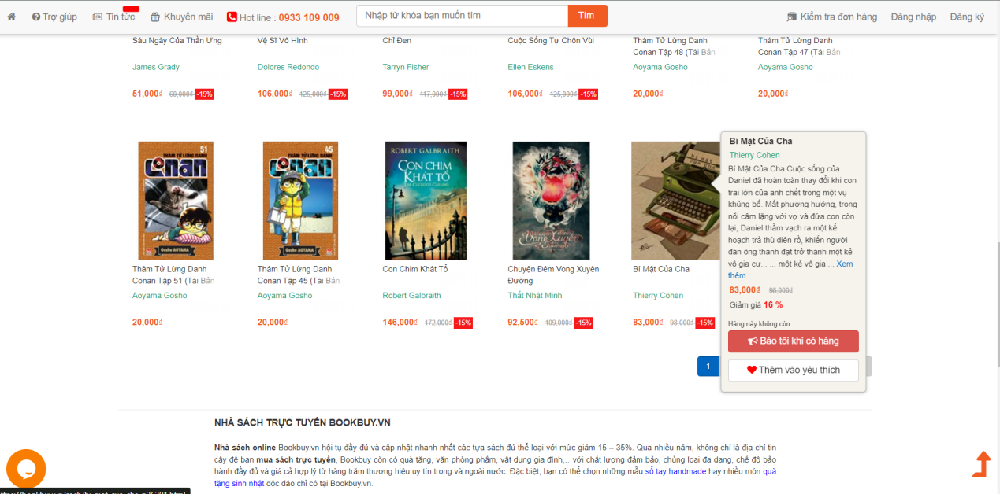 Trợ giúp Tin tức Khuyến mãi Hot line : 0933 109 009 Nhập từ khóa bạn muốn tìm Tìm Kiểm tra đơn hàng Đăng nhập Đăng ký
Sáu Ngày Của Thần Ưng Vệ Sĩ Vô Hình Chỉ Đen Cuộc Sống Tự Chôn Vùi Thám Tử Lừng Danh Thám Tử Lừng Danh
Conan Tập 48 (Tái Bản Conan Tập 47 (Tái Bản
James Grady Dolores Redondo Tarryn Fisher Ellen Eskens Aoyama Gosho Aoyama Gosho
51,000₫ 60,000₫ -15% 106,000₫ 125,000₫ -15% 99,000₫ 117,000₫ -15% 106,000₫ 125,000₫ -15% 20,000₫ 20,000₫
51
THÁM TỬ LỪNG DANH
Conan
Gosho AOYAMA
45
THÁM TỬ LỪNG DANH
Conan
Gosho AOYAMA
ROBERT GALBRAITH
CON CHIM
KHÁT TỔ
Thám Tử Lừng Danh Thám Tử Lừng Danh Con Chim Khát Tổ Chuyện Đêm Vong Xuyên Bí Mật Của Cha
Conan Tập 51 (Tái Bản Conan Tập 45 (Tái Bản Đường
Aoyama Gosho Aoyama Gosho Robert Galbraith Thất Nhật Minh Thierry Cohen
20,000₫ 20,000₫ 146,000₫ 172,000₫ -15% 92,500₫ 109,000₫ -15% 83,000₫ 98,000₫ -15%
Bí Mật Của Cha
Thierry Cohen
Bí Mật Của Cha Cuộc sống của
Daniel đã hoàn toàn thay đổi khi con
trai lớn của anh chết trong một vụ
khủng bố. Mất phương hướng, trong
nỗi câm lặng với vợ và đứa con còn
lại, Daniel thầm vạch ra một kế
hoạch trả thù điên rồ, khiến người
đàn ông thành đạt trở thành một kẻ
vô gia cư... ... một kẻ vô gia ... Xem
thêm
83,000₫ 98,000₫
Giảm giá 16 %
Hàng này không còn
Báo tôi khi có hàng
Thêm vào yêu thích
1
NHÀ SÁCH TRỰC TUYẾN BOOKBUY.VN
Nhà sách online Bookbuy.vn hội tụ đầy đủ và cập nhật nhanh nhất các tựa sách đủ thể loại với mức giảm 15 – 35%. Qua nhiều năm, không chỉ là địa chỉ tin
cậy để bạn mua sách trực tuyến, Bookbuy còn có quà tặng, văn phòng phẩm, vật dụng gia đình,…với chất lượng đảm bảo, chủng loại đa dạng, chế độ bảo
hành đầy đủ và giá cả hợp lý từ hàng trăm thương hiệu uy tín trong và ngoài nước. Đặc biệt, bạn có thể chọn những mẫu sổ tay handmade hay nhiều món quà
tặng sinh nhật độc đáo chỉ có tại Bookbuy.vn.